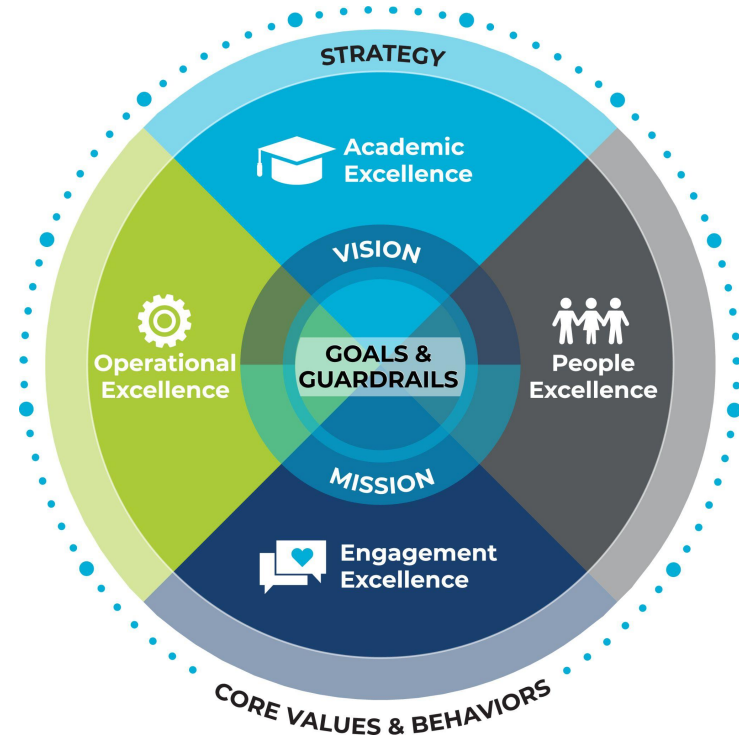 STRATEGY
Academic
Excellence
VISION
Operational
Excellence
GOALS &
GUARDRAILS
People
Excellence
MISSION
Engagement
Excellence
CORE VALUES & BEHAVIORS